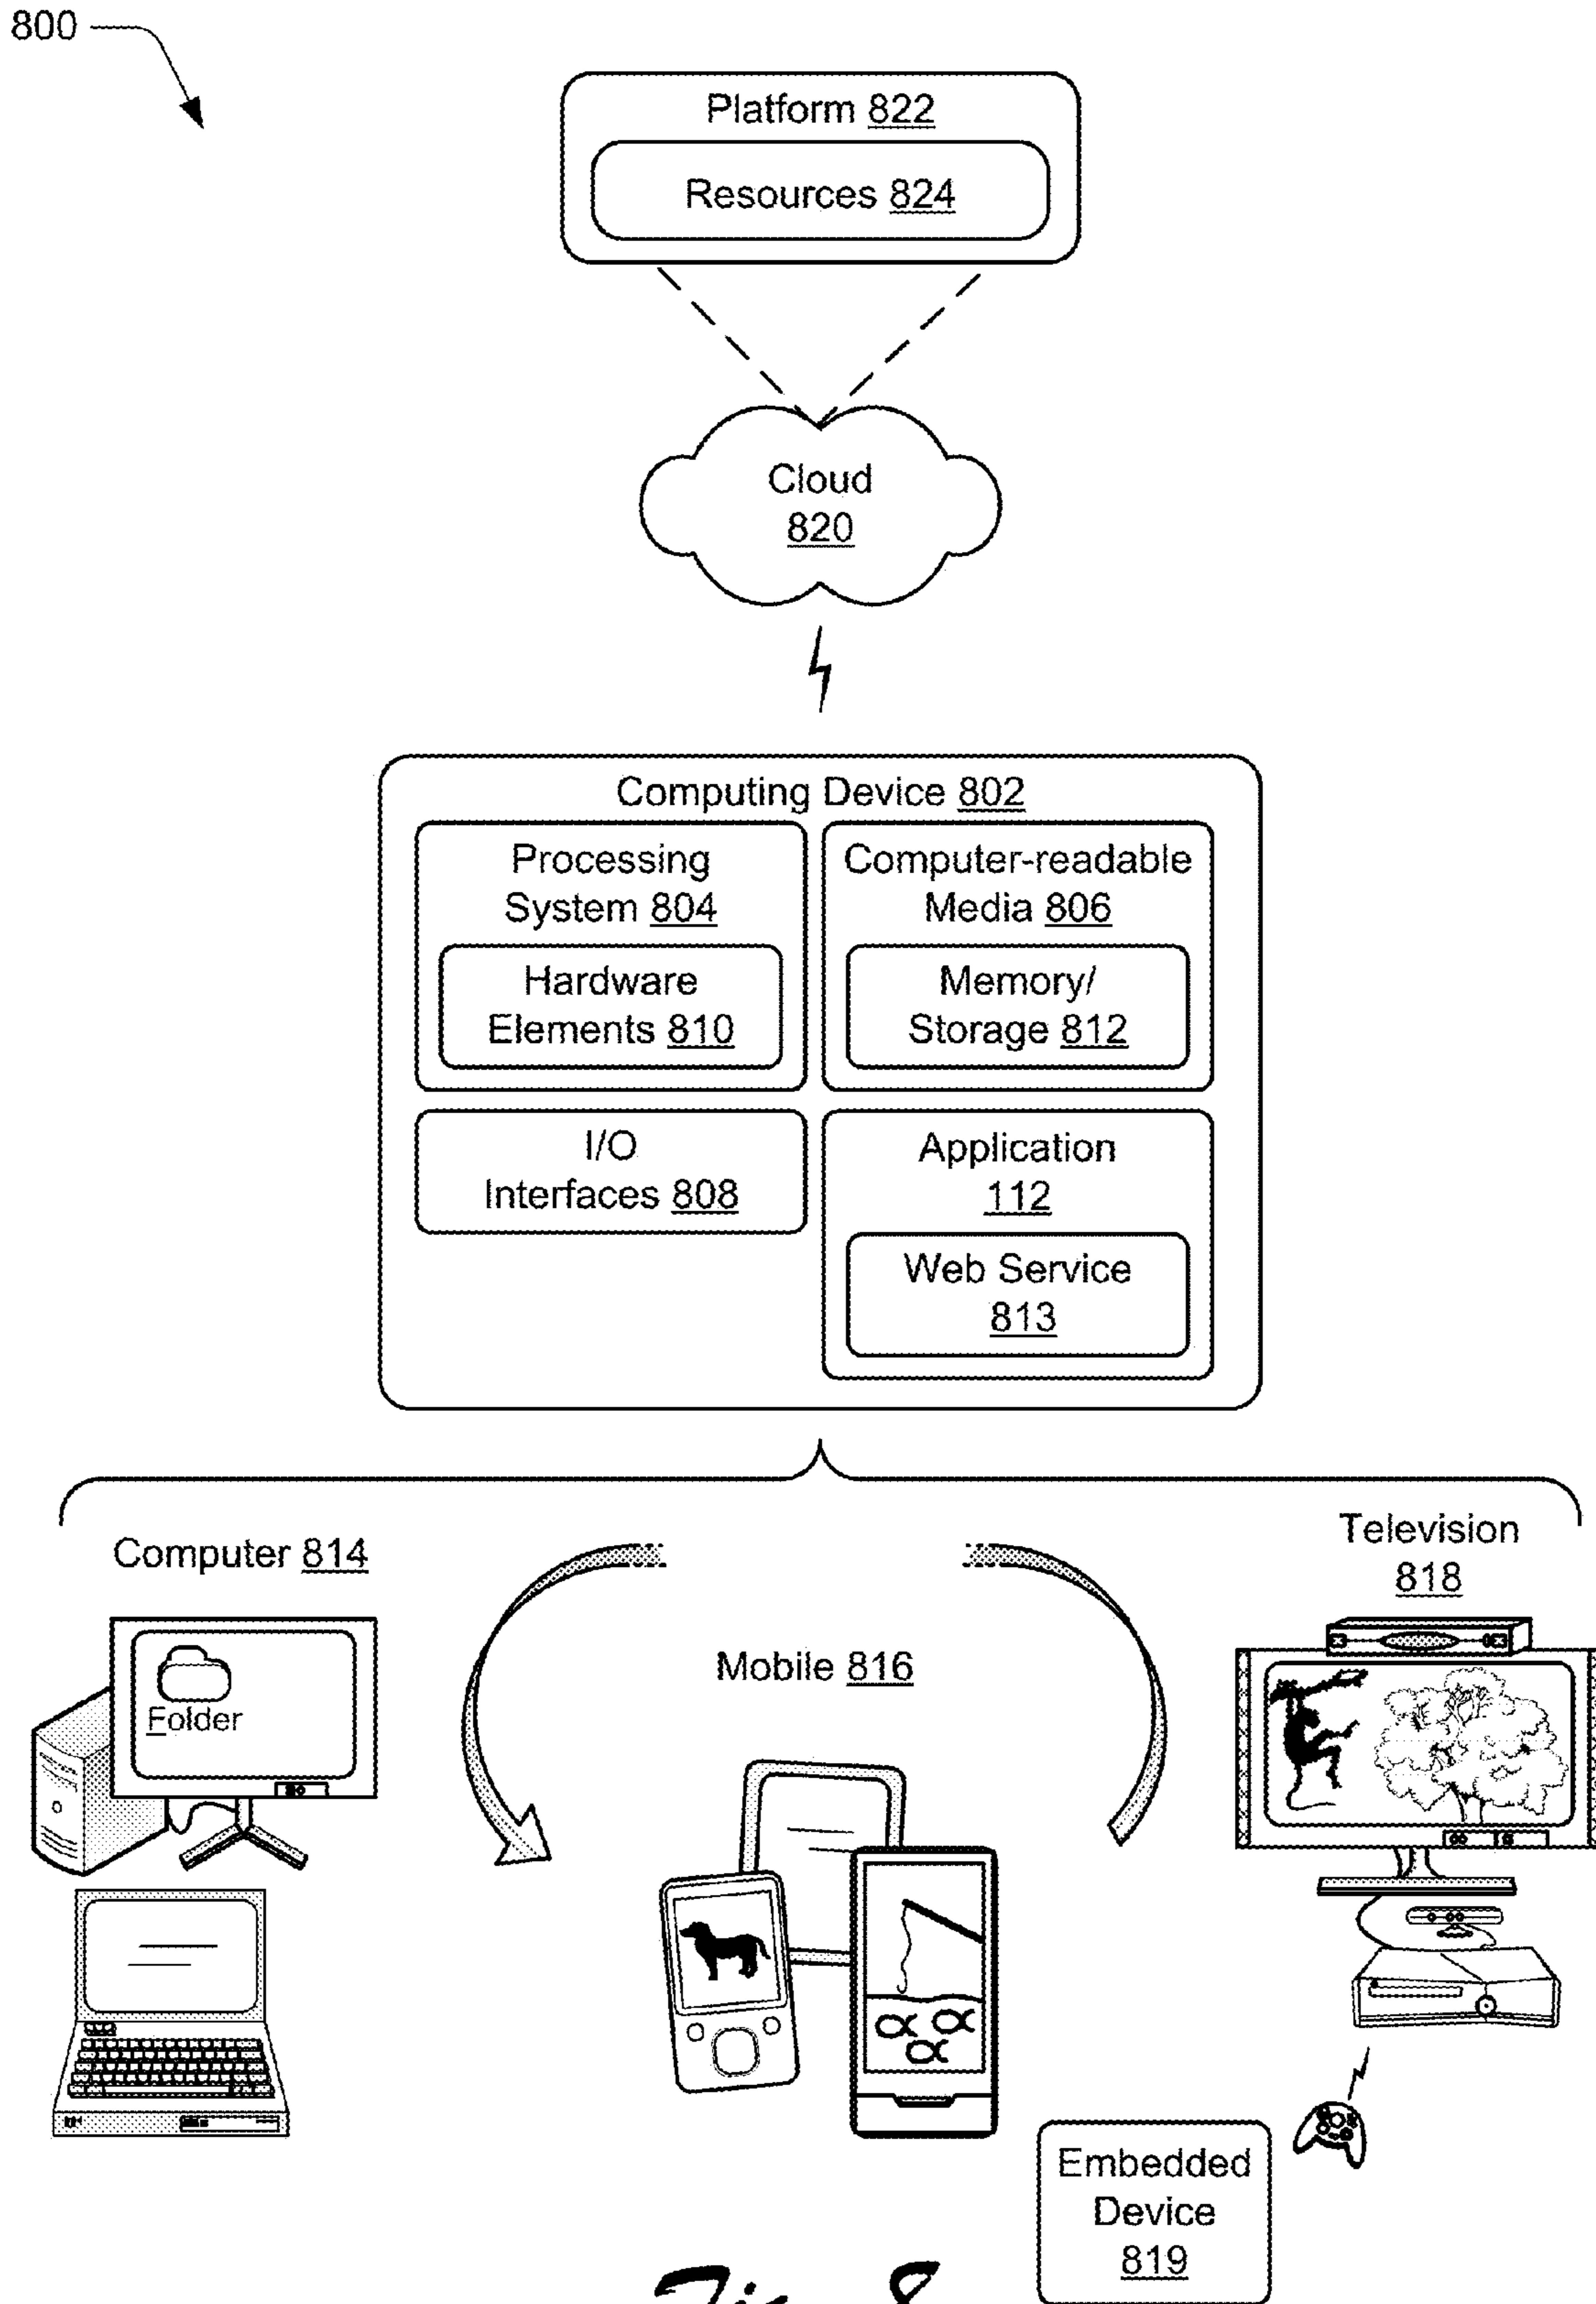 800
Platform 822
Resources 824
Cloud
820
Computing Device 802
Processing
System 804
Hardware
Elements 810
Computer-readable
Media 806
Memory/
Storage 812
I/O
Interfaces 808
Application
112
Web Service
813
Computer 814
Folder
Mobile 816
Television
818
Embedded
Device
819
Fig. 8